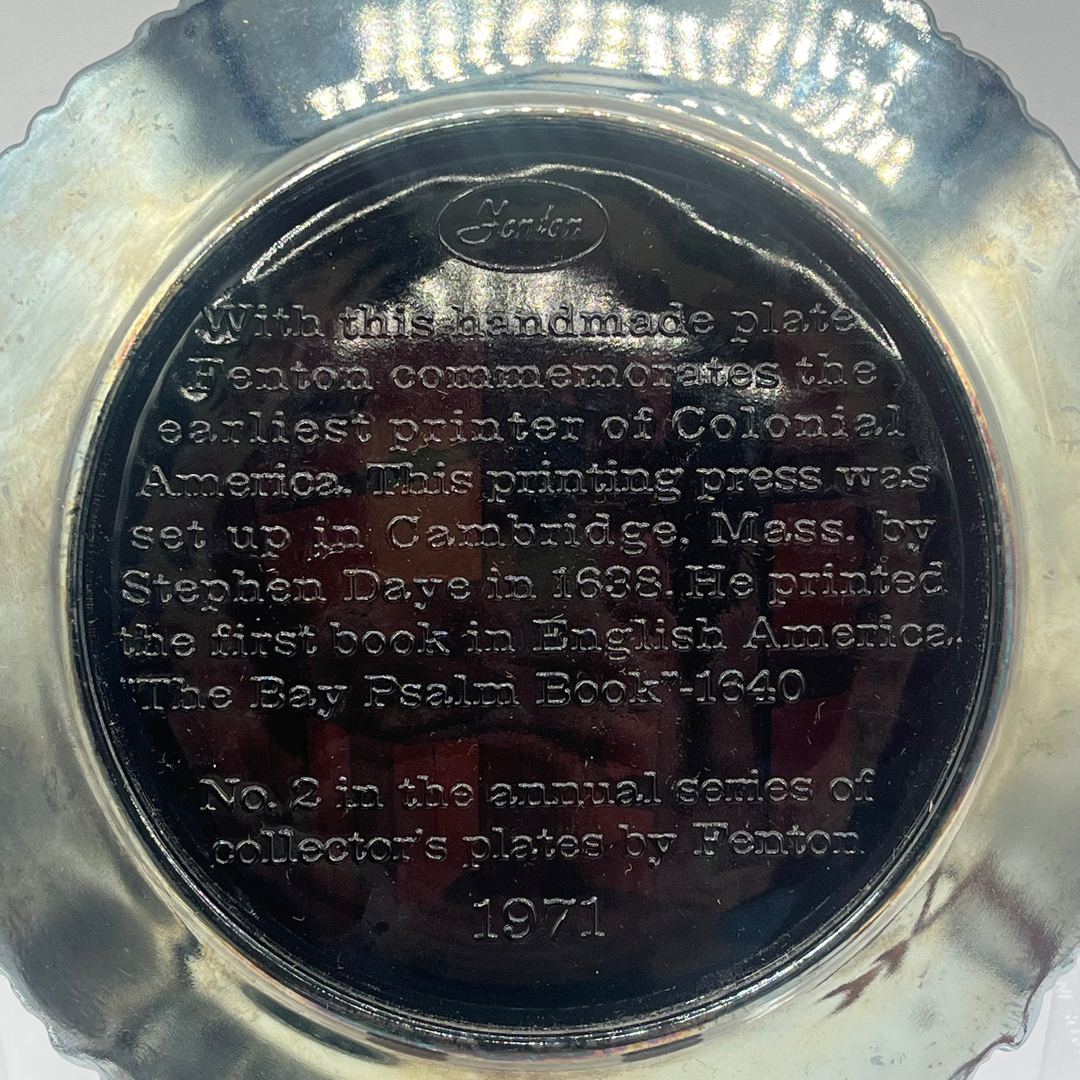 Fenton
With this handmade plate
Fenton commemorates the
earliest printer of Colonial
America. This printing press was
set up in Cambridge, Mass. by
Stephen Daye in 1638. He printed
the first book in English America.
"The Bay Psalm Book"-1640
No. 2 in the annual series of
collector's plates by Fenton
1971